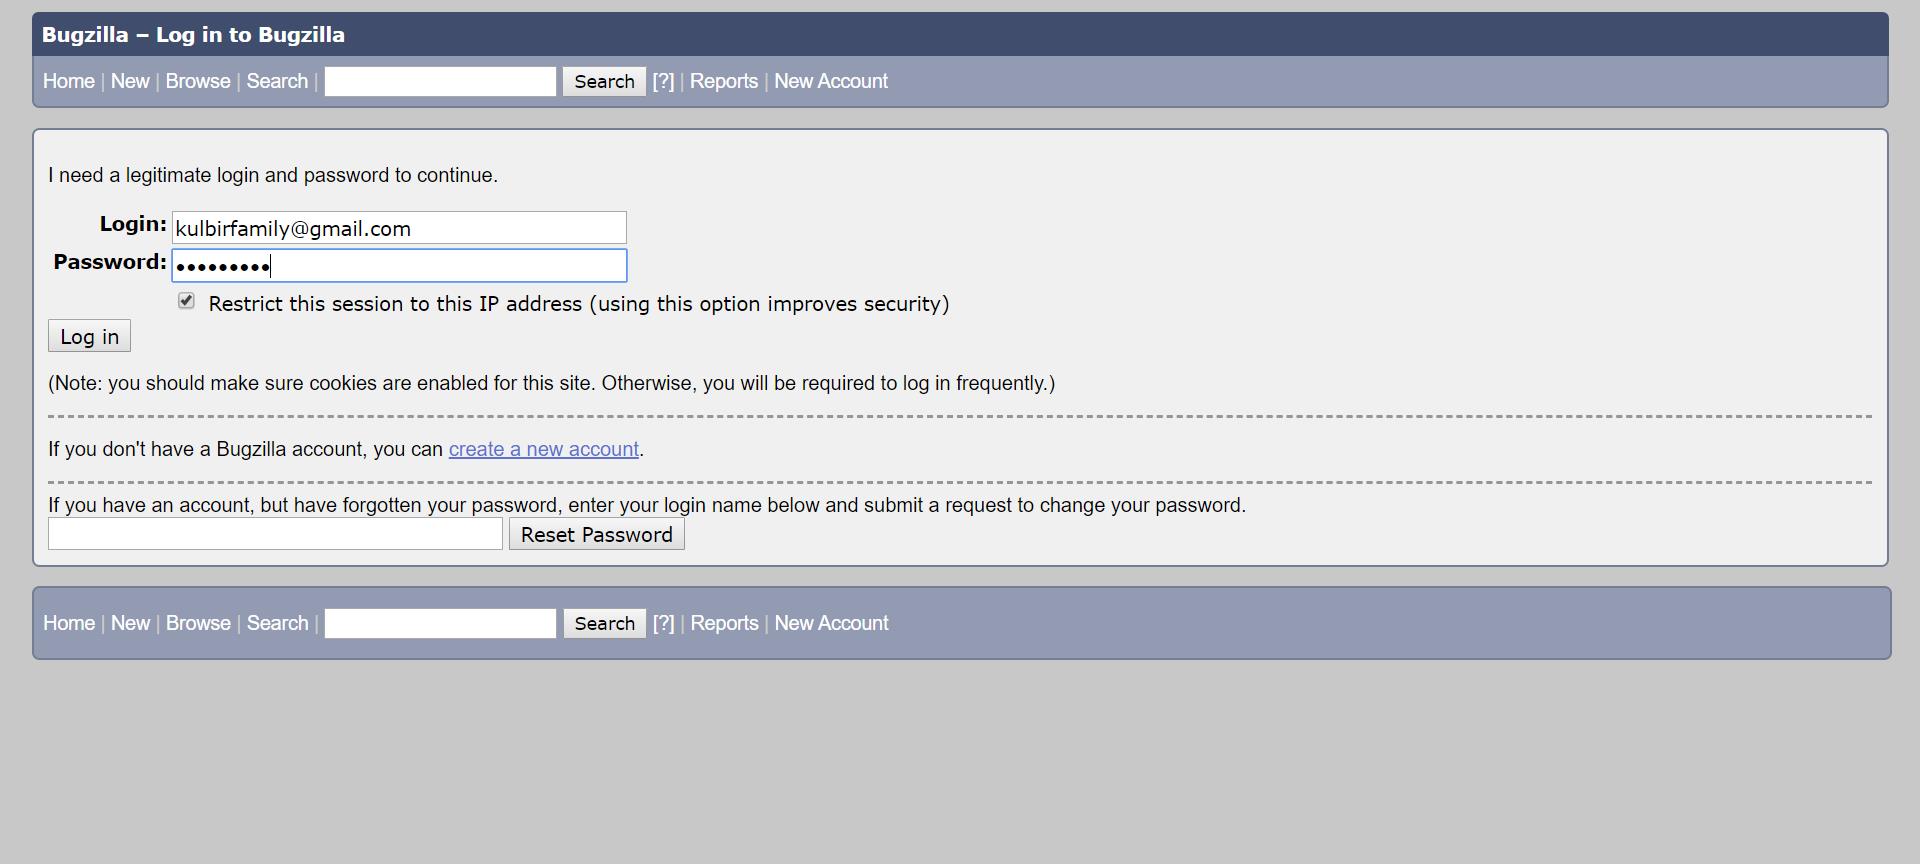 Bugzilla – Log in to Bugzilla
Home | New | Browse | Search | Search [?] | Reports | New Account
I need a legitimate login and password to continue.
Login: kulbirfamily@gmail.com
Password: •••••••••
Restrict this session to this IP address (using this option improves security)
Log in
(Note: you should make sure cookies are enabled for this site. Otherwise, you will be required to log in frequently.)
If you don't have a Bugzilla account, you can create a new account.
If you have an account, but have forgotten your password, enter your login name below and submit a request to change your password.
Reset Password
Home | New | Browse | Search | Search [?] | Reports | New Account